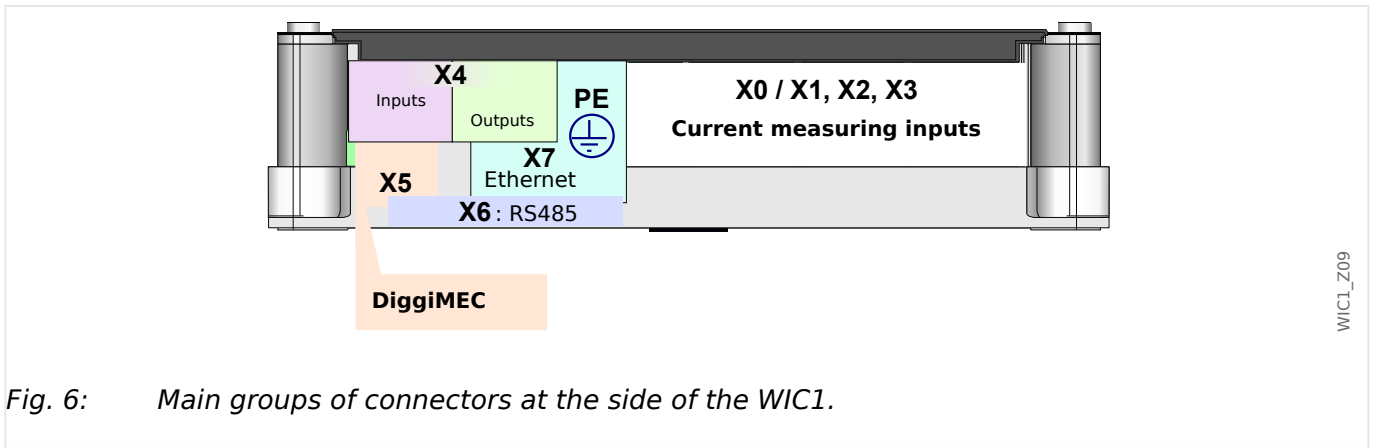 X4
Inputs
Outputs
PE
X0 / X1, X2, X3
Current measuring inputs
X7
Ethernet
X5
X6 : RS485
DiggiMEC
WIC1_Z09
Fig. 6: Main groups of connectors at the side of the WIC1.